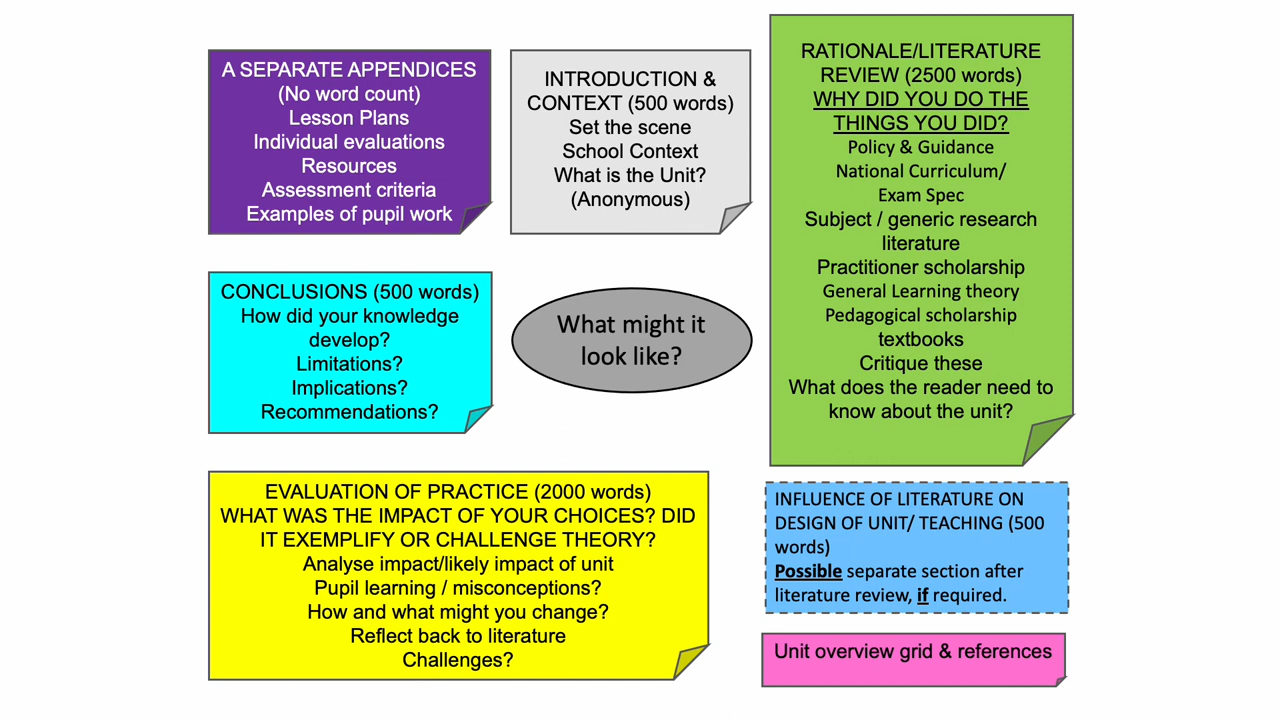 A SEPARATE APPENDICES
(No word count)
Lesson Plans
Individual evaluations
Resources
Assessment criteria
Examples of pupil work
INTRODUCTION &
CONTEXT (500 words)
Set the scene
School Context
What is the Unit?
(Anonymous)
RATIONALE/LITERATURE
REVIEW (2500 words)
WHY DID YOU DO THE
THINGS YOU DID?
Policy & Guidance
National Curriculum/
Exam Spec
Subject / generic research
literature
Practitioner scholarship
General Learning theory
Pedagogical scholarship
textbooks
Critique these
What does the reader need to
know about the unit?
CONCLUSIONS (500 words)
How did your knowledge
develop?
Limitations?
Implications?
Recommendations?
What might it
look like?
EVALUATION OF PRACTICE (2000 words)
WHAT WAS THE IMPACT OF YOUR CHOICES? DID
IT EXEMPLIFY OR CHALLENGE THEORY?
Analyse impact/likely impact of unit
Pupil learning / misconceptions?
How and what might you change?
Reflect back to literature
Challenges?
INFLUENCE OF LITERATURE ON
DESIGN OF UNIT/ TEACHING (500
words)
Possible separate section after
literature review, if required.
Unit overview grid & references